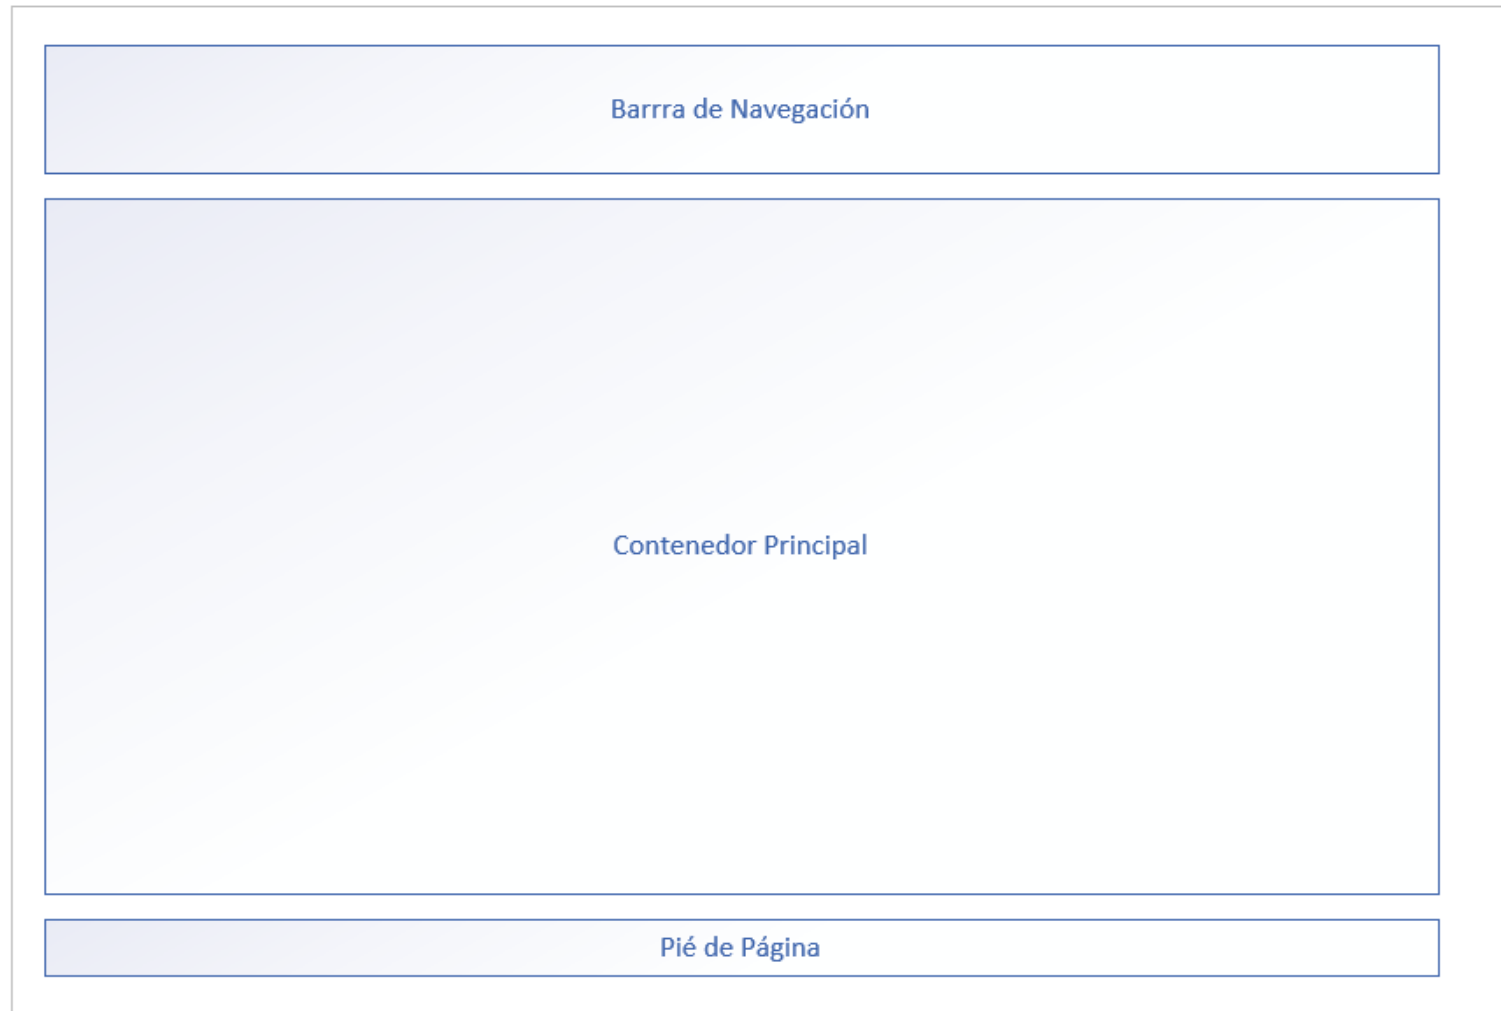 Barrra de Navegación
Contenedor Principal
Pié de Página